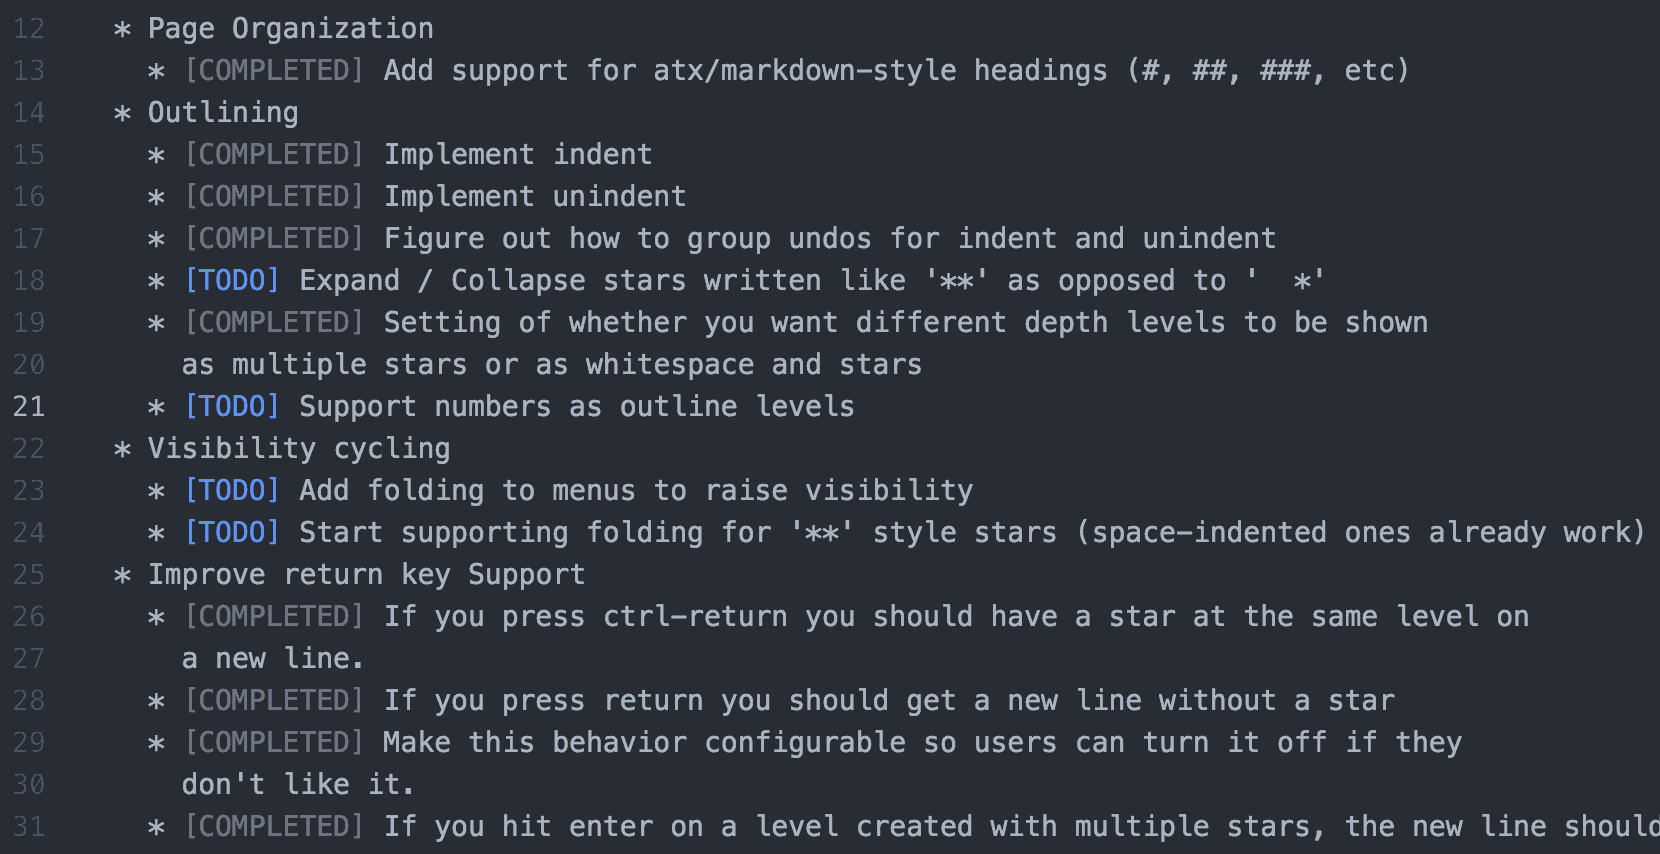 12 * Page Organization
13 * [COMPLETED] Add support for atx/markdown-style headings (#, ##, ###, etc)
14 * Outlining
15 * [COMPLETED] Implement indent
16 * [COMPLETED] Implement unindent
17 * [COMPLETED] Figure out how to group undos for indent and unindent
18 * [TODO] Expand / Collapse stars written like '**' as opposed to '  *'
19 * [COMPLETED] Setting of whether you want different depth levels to be shown
20 as multiple stars or as whitespace and stars
21 * [TODO] Support numbers as outline levels
22 * Visibility cycling
23 * [TODO] Add folding to menus to raise visibility
24 * [TODO] Start supporting folding for '**' style stars (space-indented ones already work)
25 * Improve return key Support
26 * [COMPLETED] If you press ctrl-return you should have a star at the same level on
27 a new line.
28 * [COMPLETED] If you press return you should get a new line without a star
29 * [COMPLETED] Make this behavior configurable so users can turn it off if they
30 don't like it.
31 * [COMPLETED] If you hit enter on a level created with multiple stars, the new line should